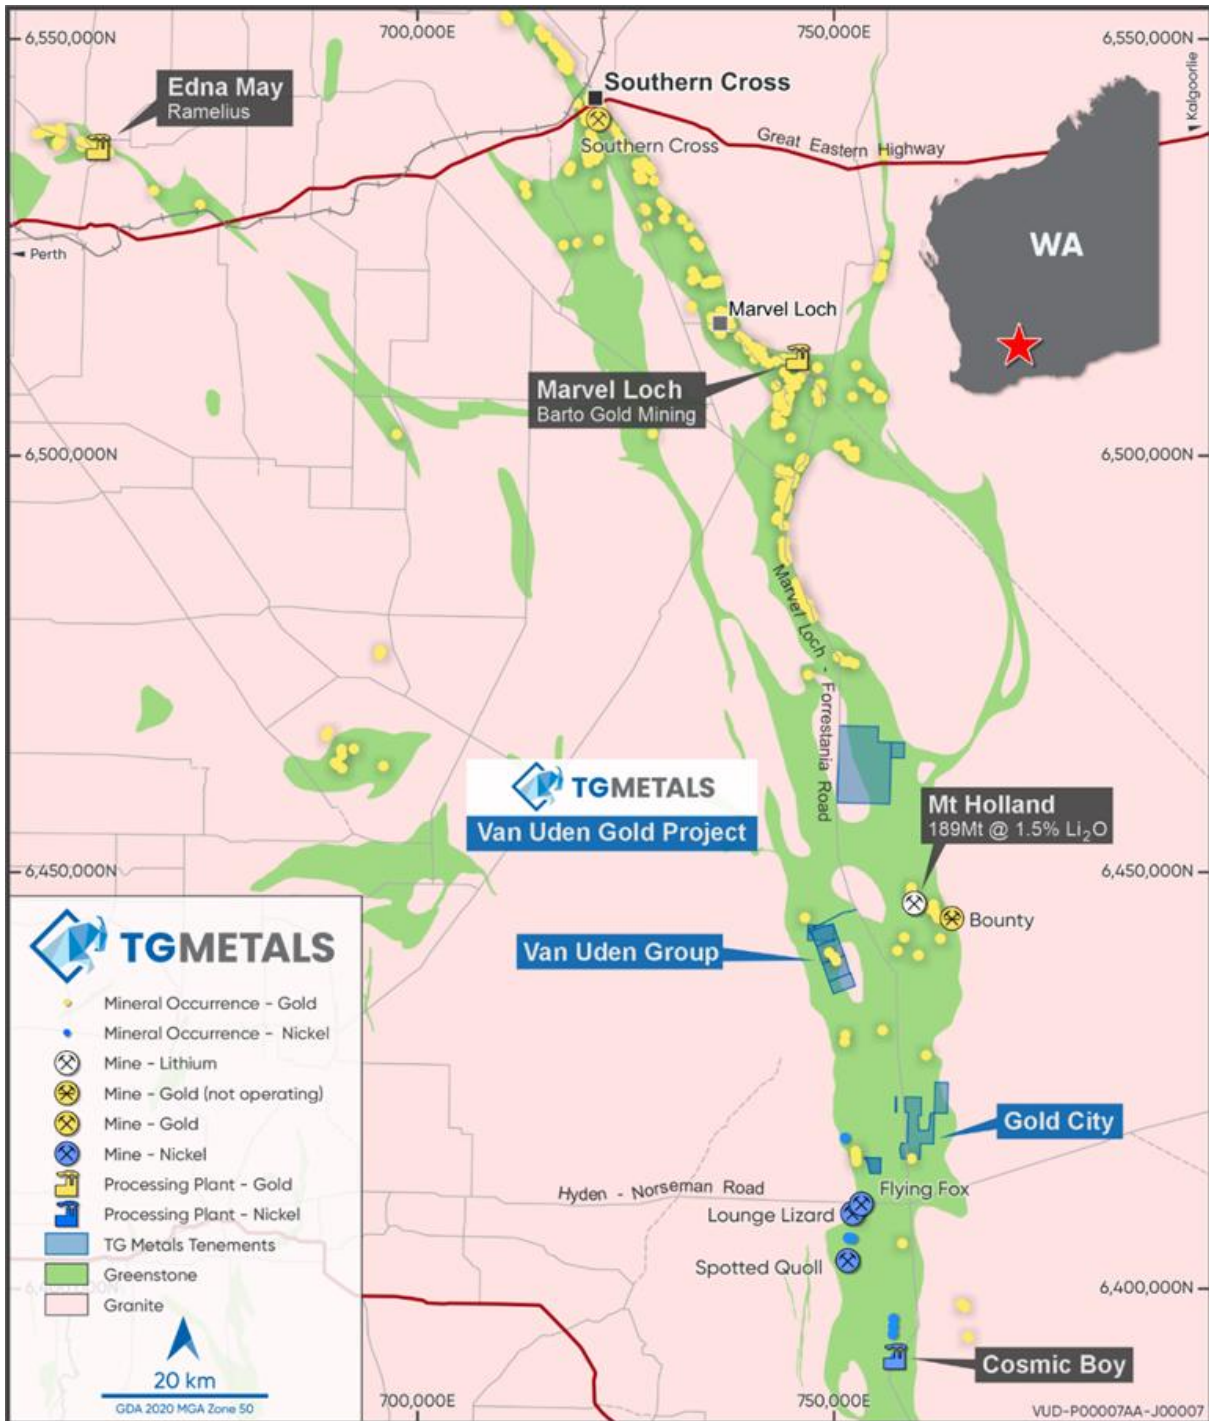 700,000E
750,000E
6,550,000N
6,550,000N
Kalgoorlie
Edna May
Ramelius
Southern Cross
Southern Cross
Great Eastern Highway
WA
Perth
Marvel Loch
Marvel Loch
Barto Gold Mining
6,500,000N
6,500,000N
Marvel Loch - Forrestania Road
TGMETALS
Van Uden Gold Project
Mt Holland
189Mt @ 1.5% Li₂O
6,450,000N
6,450,000N
Bounty
Van Uden Group
Gold City
Hyden - Norseman Road
Flying Fox
Lounge Lizard
Spotted Quoll
6,400,000N
6,400,000N
Cosmic Boy
TGMETALS
Mineral Occurrence - Gold
Mineral Occurrence - Nickel
Mine - Lithium
Mine - Gold (not operating)
Mine - Gold
Mine - Nickel
Processing Plant - Gold
Processing Plant - Nickel
TG Metals Tenements
Greenstone
Granite
20 km
GDA 2020 MGA Zone 50
700,000E
750,000E
VUD-P00007AA-J00007